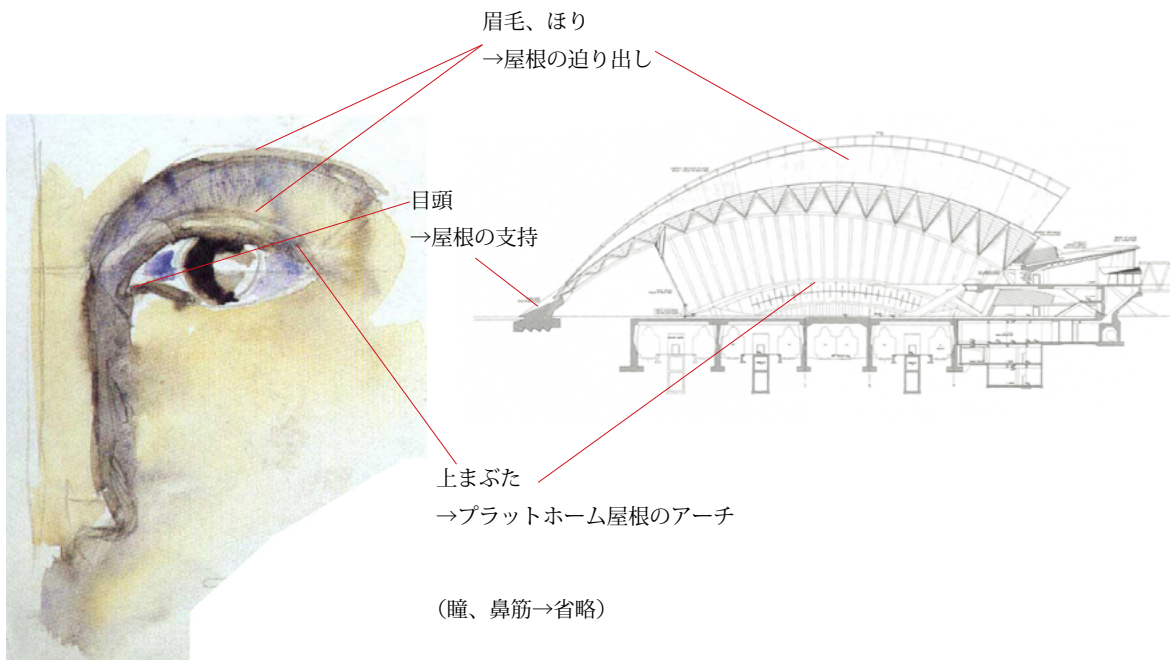 眉毛、ほり
→屋根の迫り出し
目頭
→屋根の支持
上まぶた
→プラットホーム屋根のアーチ
（瞳、鼻筋→省略）